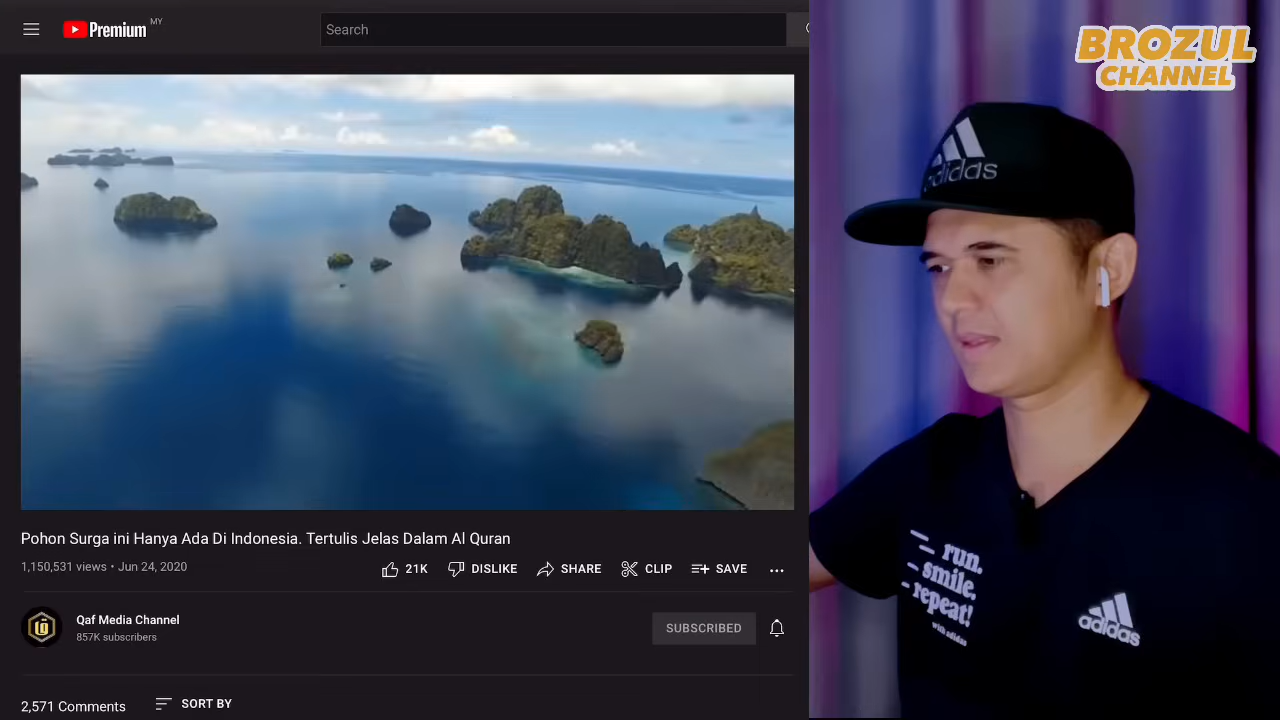 Premium MY
Search
BROZUL
CHANNEL
adidas
Pohon Surga ini Hanya Ada Di Indonesia. Tertulis Jelas Dalam Al Quran
1,150,531 views • Jun 24, 2020
21K DISLIKE SHARE CLIP SAVE
Qaf Media Channel
857K subscribers
SUBSCRIBED
run.
smile.
repeat!
with adidas
adidas
2,571 Comments SORT BY